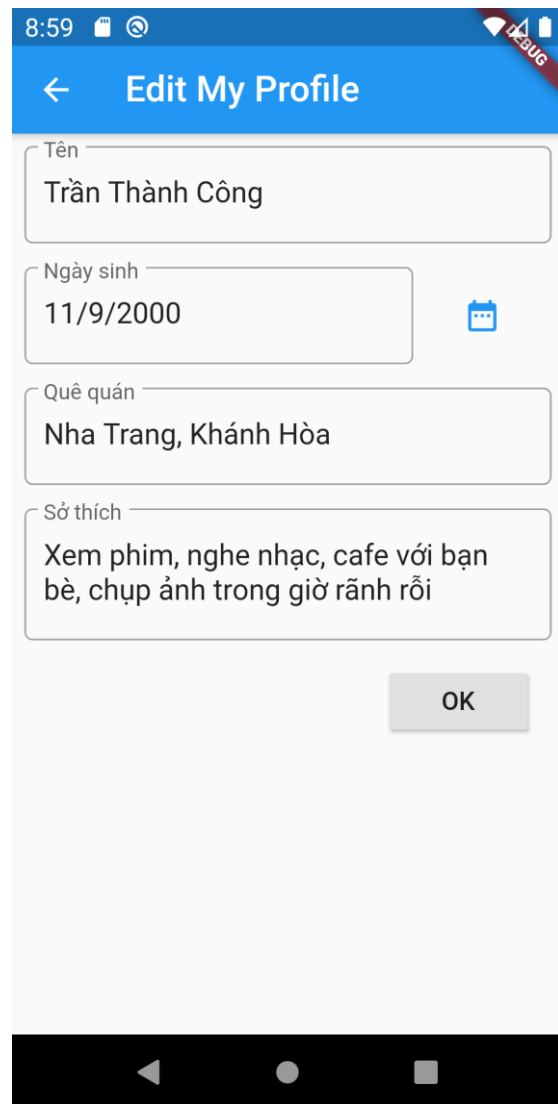 8:59
DEBUG
Edit My Profile
Tên
Trần Thành Công
Ngày sinh
11/9/2000
Quê quán
Nha Trang, Khánh Hòa
Sở thích
Xem phim, nghe nhạc, cafe với bạn
bè, chụp ảnh trong giờ rãnh rỗi
OK